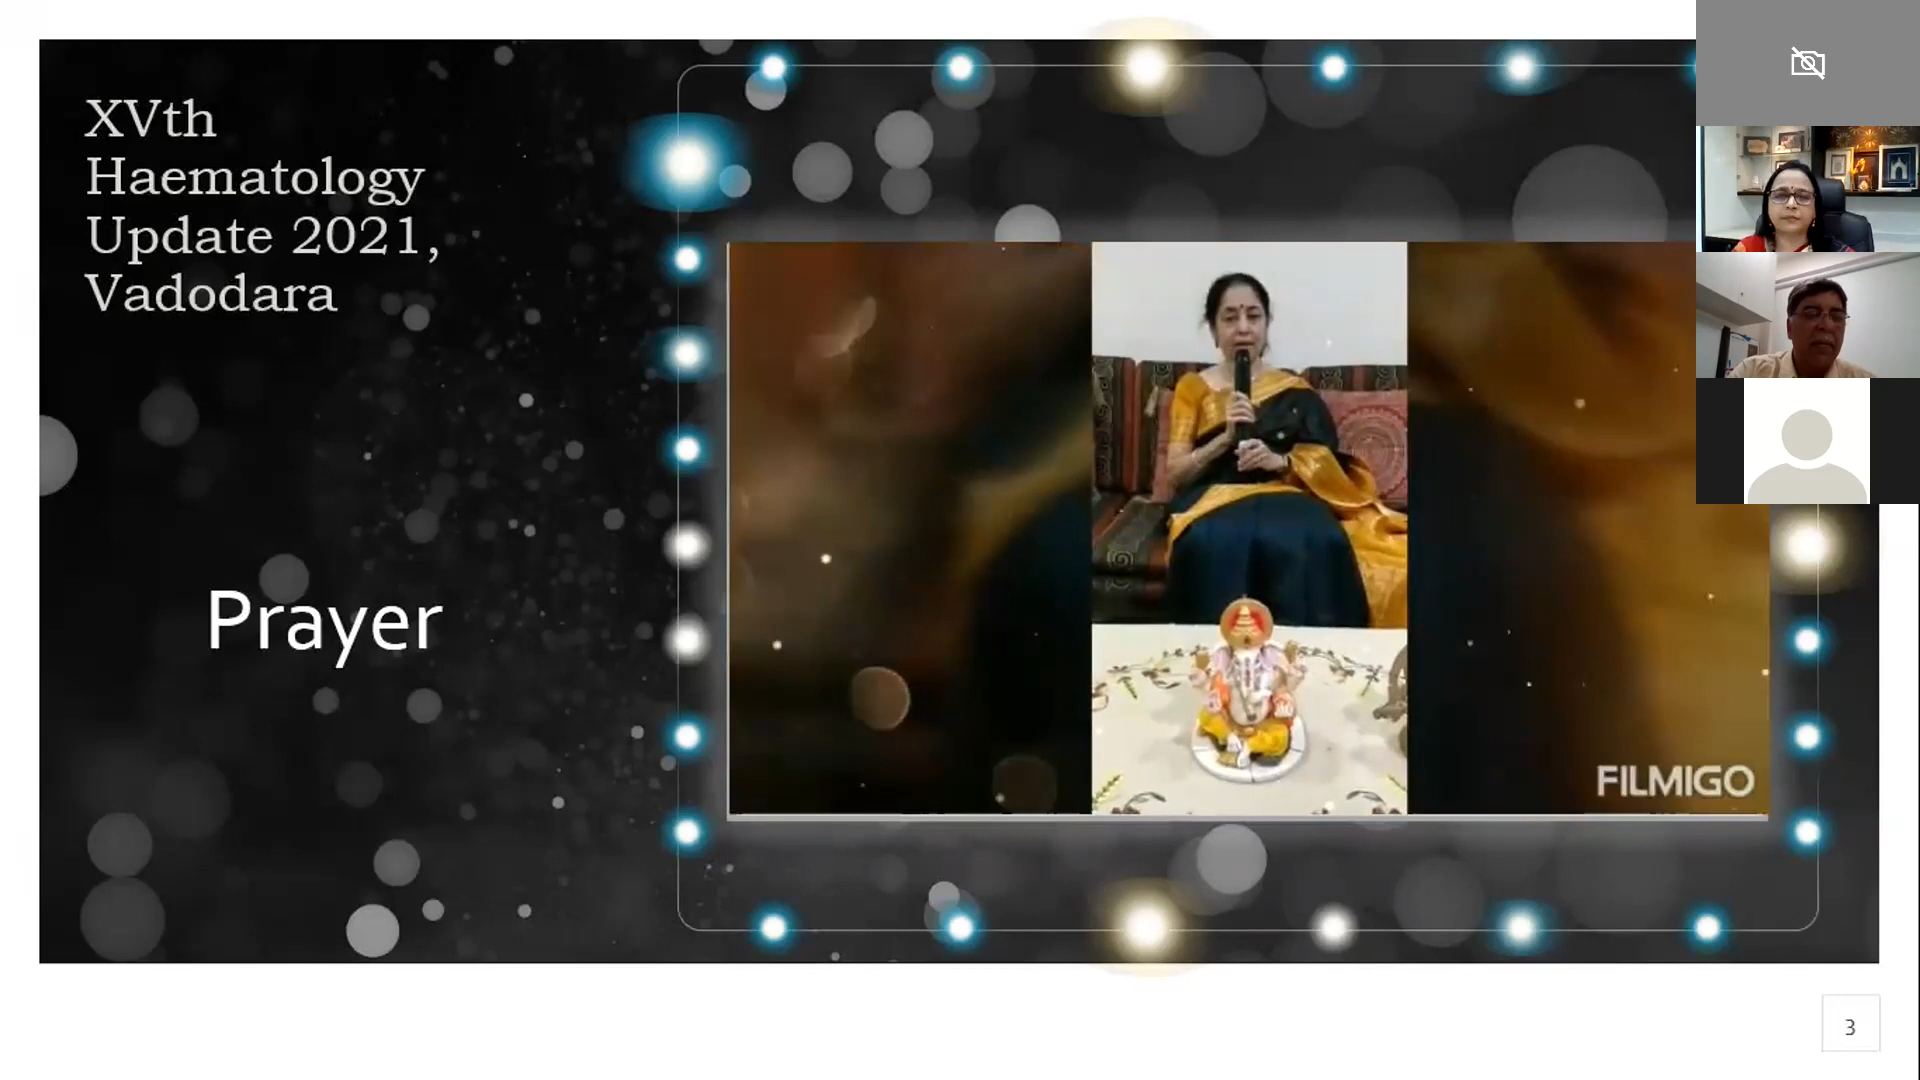 XVth
Haematology
Update 2021,
Vadodara
Prayer
FILMIGO
3